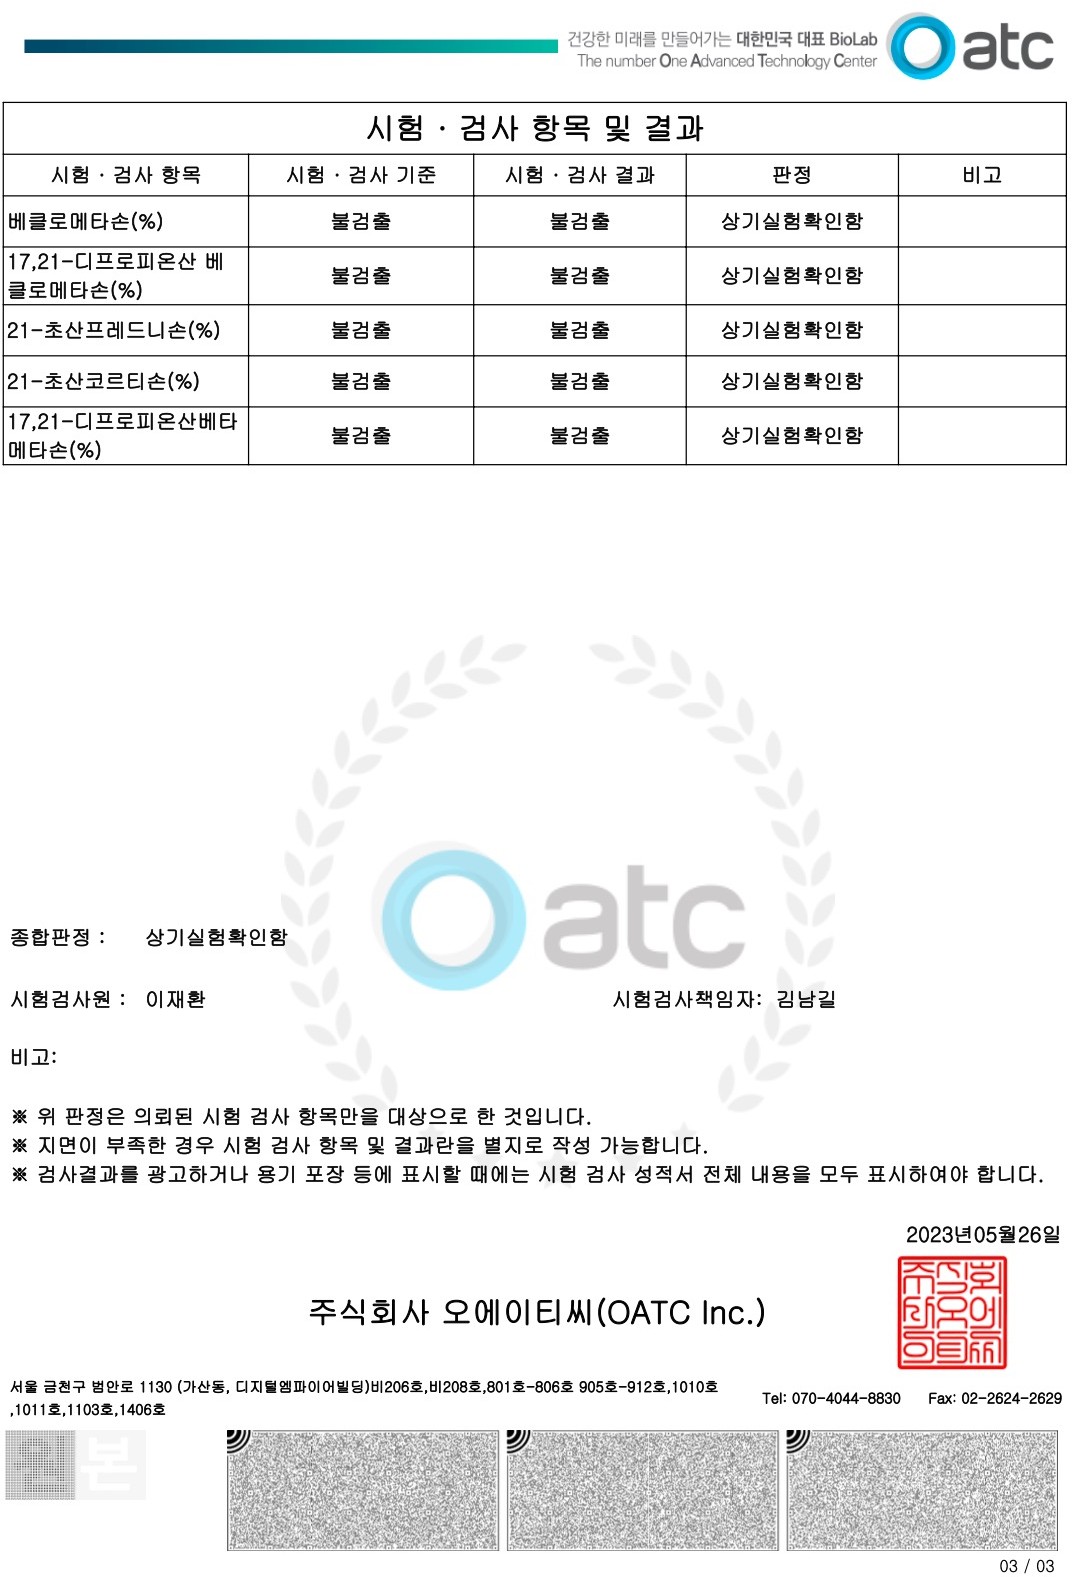 건강한 미래를 만들어가는 대한민국 대표 BioLab
The number One Advanced Technology Center
atc
시험 · 검사 항목 및 결과
시험 · 검사 항목 시험 · 검사 기준 시험 · 검사 결과 판정 비고
베클로메타손(%) 불검출 불검출 상기실험확인함
17,21-디프로피온산 베
클로메타손(%) 불검출 불검출 상기실험확인함
21-초산프레드니손(%) 불검출 불검출 상기실험확인함
21-초산코르티손(%) 불검출 불검출 상기실험확인함
17,21-디프로피온산베타
메타손(%) 불검출 불검출 상기실험확인함
atc
종합판정 : 상기실험확인함
시험검사원 : 이재환 시험검사책임자: 김남길
비고:
※ 위 판정은 의뢰된 시험 검사 항목만을 대상으로 한 것입니다.
※ 지면이 부족한 경우 시험 검사 항목 및 결과란을 별지로 작성 가능합니다.
※ 검사결과를 광고하거나 용기 포장 등에 표시할 때에는 시험 검사 성적서 전체 내용을 모두 표시하여야 합니다.
2023년05월26일
주식회사 오에이티씨(OATC Inc.)
서울 금천구 범안로 1130 (가산동, 디지털엠파이어빌딩)비206호,비208호,801호-806호 905호-912호,1010호
,1011호,1103호,1406호
Tel: 070-4044-8830 Fax: 02-2624-2629
원본
03 / 03